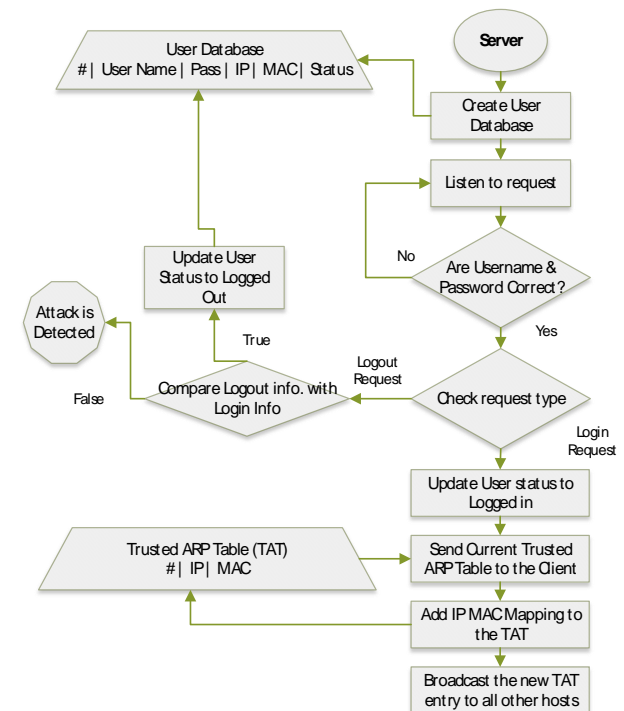 Server
User Database
# | User Name | Pass | IP | MAC | Status
Create User
Database
Listen to request
No
Are Username &
Password Correct?
Yes
Update User
Status to Logged
Out
Attack is
Detected
True
False
Compare Logout info. with
Login Info
Logout
Request
Check request type
Login
Request
Update User status to
Logged in
Trusted ARP Table (TAT)
# | IP | MAC
Send Current Trusted
ARP Table to the Client
Add IP MAC Mapping to
the TAT
Broadcast the new TAT
entry to all other hosts